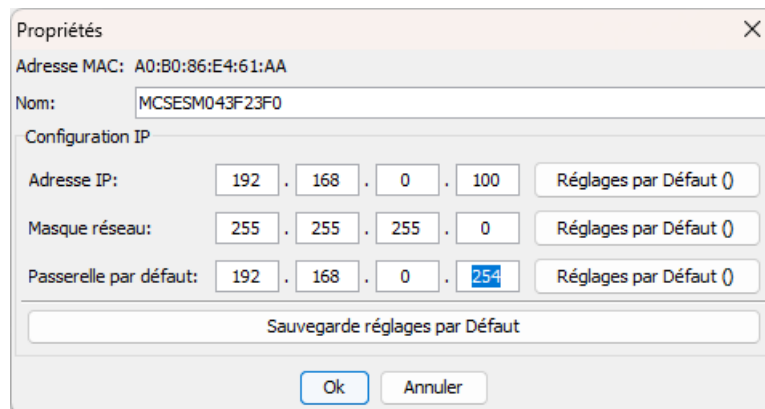 Propriétés
Adresse MAC: A0:B0:86:E4:61:AA
Nom: MCSESM043F23F0
Configuration IP
Adresse IP: 192 . 168 . 0 . 100 Réglages par Défaut ()
Masque réseau: 255 . 255 . 255 . 0 Réglages par Défaut ()
Passerelle par défaut: 192 . 168 . 0 . 254 Réglages par Défaut ()
Sauvegarde réglages par Défaut
Ok Annuler